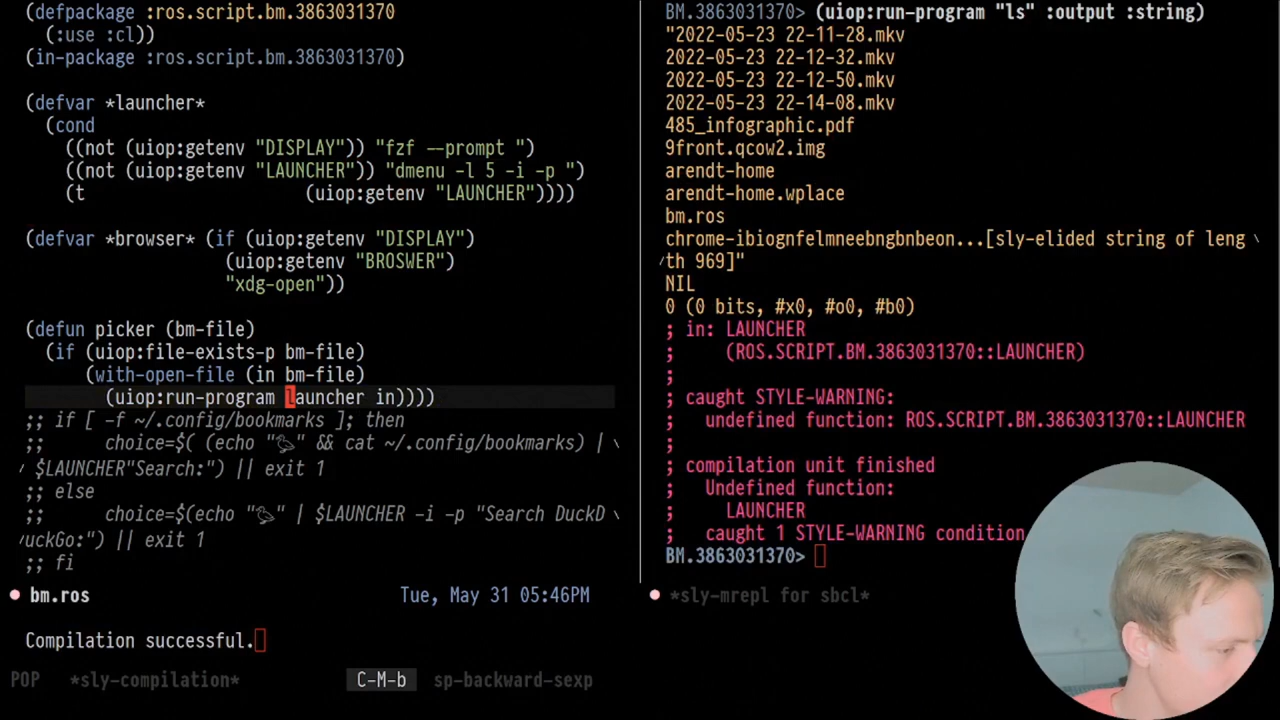 (defpackage :ros.script.bm.3863031370
  (:use :cl))
(in-package :ros.script.bm.3863031370)
(defvar *launcher*
  (cond
    ((not (uiop:getenv "DISPLAY")) "fzf --prompt ")
    ((not (uiop:getenv "LAUNCHER")) "dmenu -l 5 -i -p ")
    (t                      (uiop:getenv "LAUNCHER"))))
(defvar *browser* (if (uiop:getenv "DISPLAY")
                    (uiop:getenv "BROSWER")
                    "xdg-open"))
(defun picker (bm-file)
  (if (uiop:file-exists-p bm-file)
      (with-open-file (in bm-file)
        (uiop:run-program launcher in))))
;; if [ -f ~/.config/bookmarks ]; then
;;      choice=$( (echo "🦆" && cat ~/.config/bookmarks) | \
/ $LAUNCHER"Search:") || exit 1
;; else
;;      choice=$(echo "🦆" | $LAUNCHER -i -p "Search DuckD \
/uckGo:") || exit 1
;; fi
bm.ros
Tue, May 31 05:46PM
Compilation successful.
POP   *sly-compilation*
C-M-b
sp-backward-sexp
BM.3863031370> (uiop:run-program "ls" :output :string)
"2022-05-23 22-11-28.mkv
2022-05-23 22-12-32.mkv
2022-05-23 22-12-50.mkv
2022-05-23 22-14-08.mkv
485_infographic.pdf
9front.qcow2.img
arendt-home
arendt-home.wplace
bm.ros
chrome-ibiognfelmneebngbnbeon...[sly-elided string of leng \
/th 969]"
NIL
0 (0 bits, #x0, #o0, #b0)
; in: LAUNCHER
;     (ROS.SCRIPT.BM.3863031370::LAUNCHER)
;
; caught STYLE-WARNING:
;   undefined function: ROS.SCRIPT.BM.3863031370::LAUNCHER
;
; compilation unit finished
;   Undefined function:
;     LAUNCHER
;   caught 1 STYLE-WARNING condition
BM.3863031370>
*sly-mrepl for sbcl*